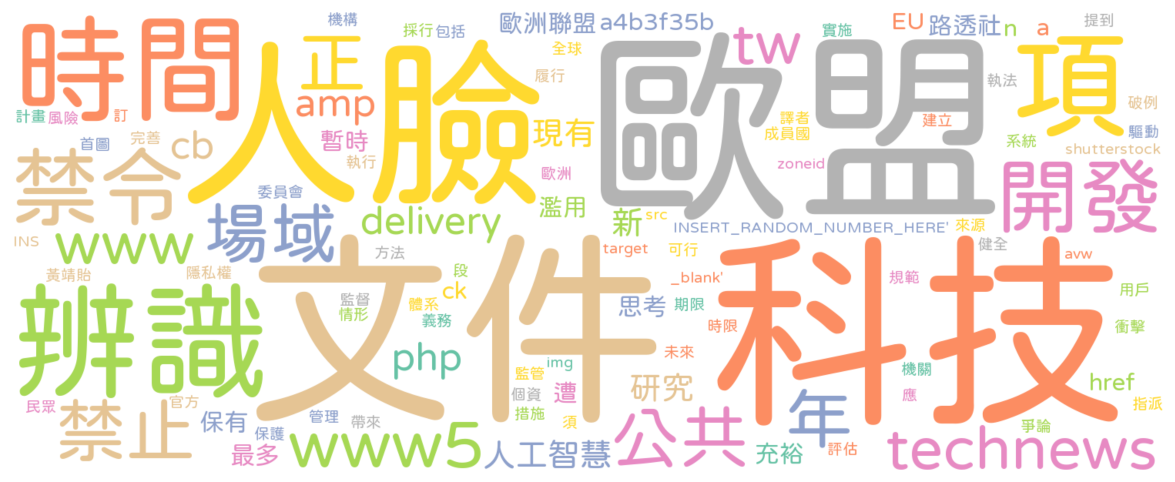 機構
採行
包括
歐洲聯盟
a4b3f35b
EU
路透社
n
a
提到
時間
人臉
正
amp
全球
履行
歐盟
tw
實施
執法
項
破例
驅動
計畫
風險
訂
首圖
完善
cb
暫時
執行
現有
歐洲
譯者
成員國
zoneid
建立
系統
shutterstock
禁令
委員會
場域
delivery
濫用
新
src
INSERT_RANDOM_NUMBER_HERE'
來源
開發
INS
www
黃靖貽
隱私權
方法
段
target
可行
_blank'
健全
avw
辨識
文件
監督
情形
體系
ck
義務
思考
期限
時限
科技
規範
用戶
衝擊
php
img
未來
監管
個資
措施
遭
須
研究
機關
應
href
指派
民眾
禁止
官方
保有
管理
帶來
保護
最多
www5
人工智慧
公共
充裕
年
評估
爭論
technews